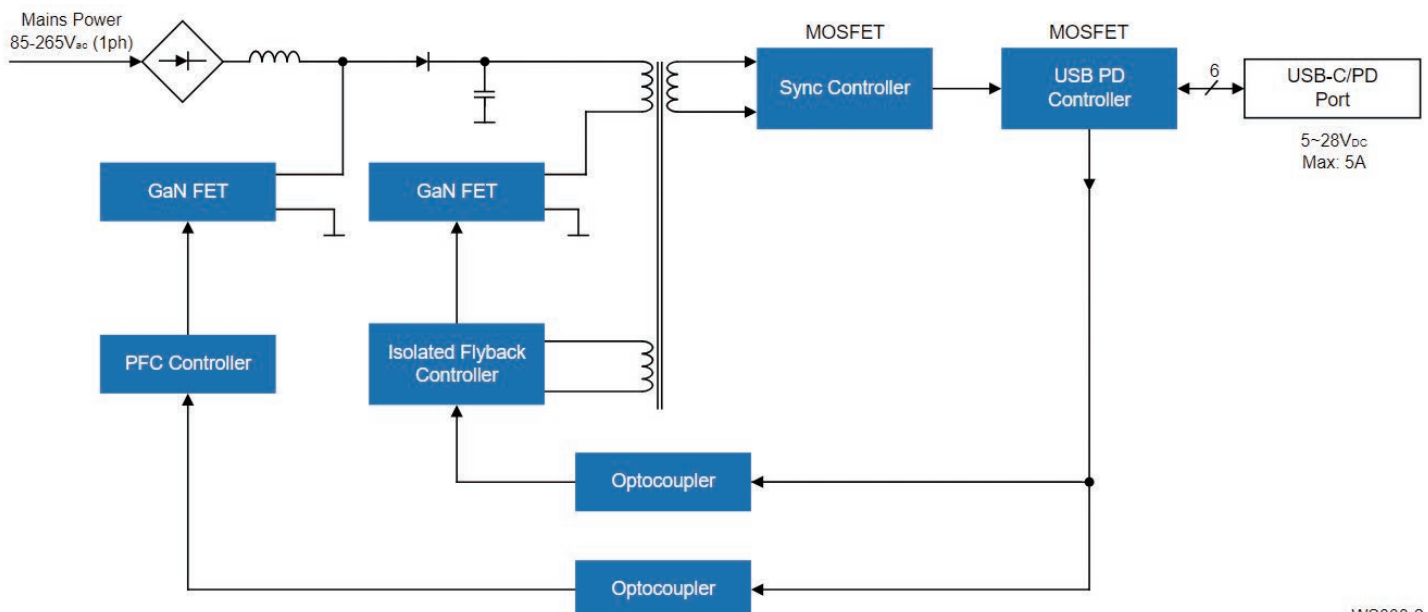 Mains Power
85-265Vac (1ph)
MOSFET
MOSFET
Sync Controller
USB PD
Controller
6
USB-C/PD
Port
5~28VDC
Max: 5A
GaN FET
GaN FET
PFC Controller
Isolated Flyback
Controller
Optocoupler
Optocoupler